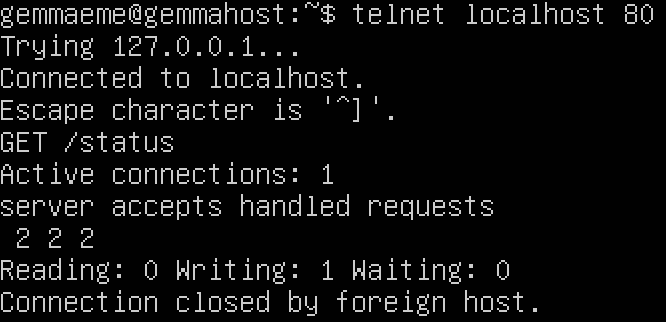 gemmaeme@gemmahost:~$ telnet localhost 80
Trying 127.0.0.1...
Connected to localhost.
Escape character is '^]'.
GET /status
Active connections: 1
server accepts handled requests
 2 2 2
Reading: 0 Writing: 1 Waiting: 0
Connection closed by foreign host.